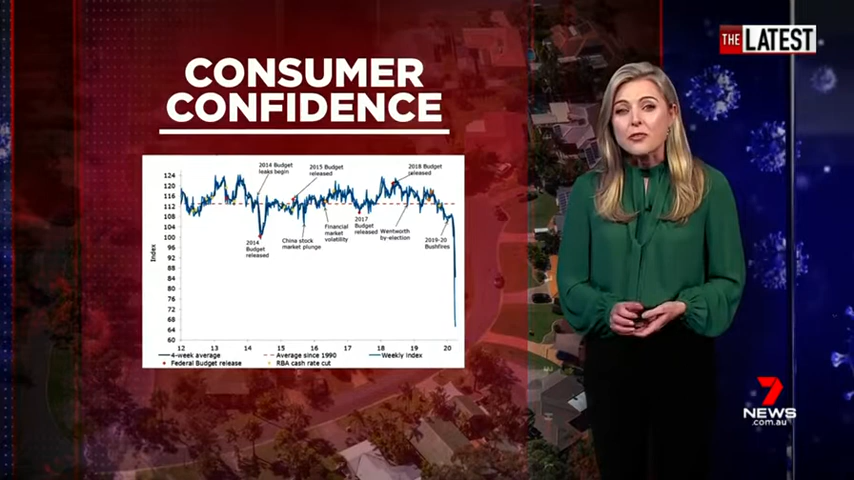 THE LATEST
CONSUMER
CONFIDENCE
124
120
116
112
108
104
100
96
92
88
84
80
76
72
68
64
60
Index
2014 Budget
leaks begin
2015 Budget
released
2018 Budget
released
2014
Budget
released
China stock
market plunge
Financial
market
volatility
2017
Budget
released
Wentworth
by-election
2019-20
Bushfires
12 13 14 15 16 17 18 19 20
4-week average
Average since 1990
Weekly Index
Federal Budget release
RBA cash rate cut
7
NEWS
.com.au